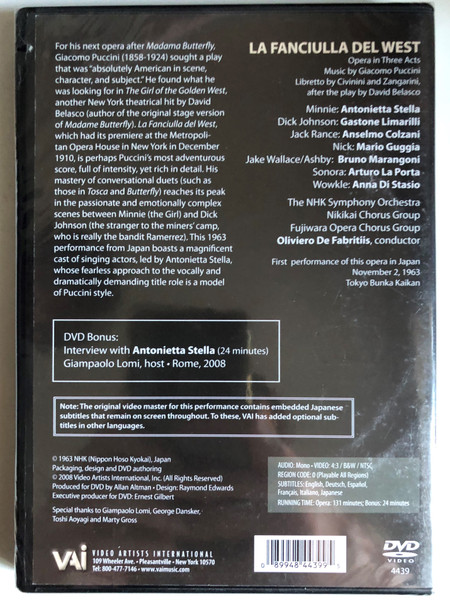 For his next opera after Madama Butterfly,
Giacomo Puccini (1858-1924) sought a play
that was "absolutely American in scene,
character, and subject." He found what he
was looking for in The Girl of the Golden West,
another New York theatrical hit by David
Belasco (author of the original stage version
of Madame Butterfly). La Fanciulla del West,
which had its premiere at the Metropoli-
tan Opera House in New York in December
1910, is perhaps Puccini's most adventurous
score, full of intensity, yet rich in detail. His
mastery of conversational duets (such as
those in Tosca and Butterfly) reaches its peak
in the passionate and emotionally complex
scenes between Minnie (the Girl) and Dick
Johnson (the stranger to the miners' camp,
who is really the bandit Ramerrez). This 1963
performance from Japan boasts a magnificent
cast of singing actors, led by Antonietta Stella,
whose fearless approach to the vocally and
dramatically demanding title role is a model
of Puccini style.
LA FANCIULLA DEL WEST
Opera in Three Acts
Music by Giacomo Puccini
Libretto by Civinini and Zangarini,
after the play by David Belasco
Minnie: Antonietta Stella
Dick Johnson: Gastone Limarilli
Jack Rance: Anselmo Colzani
Nick: Mario Guggia
Jake Wallace/Ashby: Bruno Marangoni
Sonora: Arturo La Porta
Wowkle: Anna Di Stasio
The NHK Symphony Orchestra
Nikikai Chorus Group
Fujiwara Opera Chorus Group
Oliviero De Fabritiis, conductor
First performance of this opera in Japan
November 2, 1963
Tokyo Bunka Kaikan
DVD Bonus:
Interview with Antonietta Stella (24 minutes)
Giampaolo Lomi, host • Rome, 2008
Note: The original video master for this performance contains embedded Japanese
subtitles that remain on screen throughout. To these, VAI has added optional sub-
titles in other languages.
© 1963 NHK (Nippon Hoso Kyokai), Japan
Packaging, design and DVD authoring
© 2008 Video Artists International, Inc. (All Rights Reserved)
Produced for DVD by Allan Altman · Design: Raymond Edwards
Executive producer for DVD: Ernest Gilbert
Special thanks to Giampaolo Lomi, George Dansker,
Toshi Aoyagi and Marty Gross
AUDIO: Mono • VIDEO: 4:3 / B&W / NTSC
REGION CODE: 0 (Playable All Regions)
SUBTITLES: English, Deutsch, Español,
Français, Italiano, Japanese
RUNNING TIME: Opera: 131 minutes; Bonus: 24 minutes
VAI
VIDEO ARTISTS INTERNATIONAL
109 Wheeler Ave. • Pleasantville • New York 10570
Tel: 800-477-7146 • www.vaimusic.com
0 89948 44399 5
DVD
VIDEO
4439